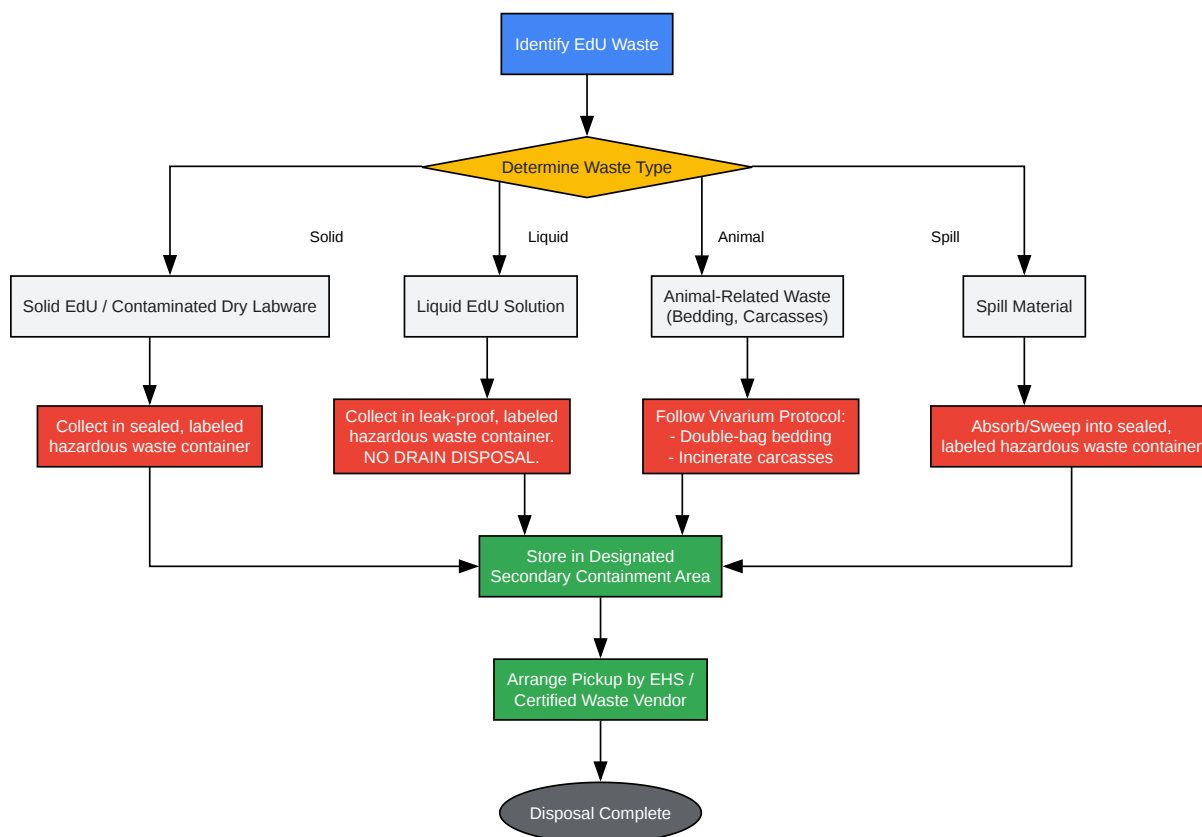 Identify EdU Waste
Determine Waste Type
Solid
Liquid
Animal
Spill
Solid EdU / Contaminated Dry Labware
Liquid EdU Solution
Animal-Related Waste
(Bedding, Carcasses)
Spill Material
Collect in sealed, labeled
hazardous waste container
Collect in leak-proof, labeled
hazardous waste container.
NO DRAIN DISPOSAL.
Follow Vivarium Protocol:
- Double-bag bedding
- Incinerate carcasses
Absorb/Sweep into sealed,
labeled hazardous waste container
Store in Designated
Secondary Containment Area
Arrange Pickup by EHS /
Certified Waste Vendor
Disposal Complete